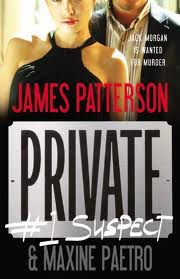 JACK MORGAN
IS WANTED
FOR MURDER
JAMES PATTERSON
PRIVATE
#1 SUSPECT
& MAXINE PAETRO